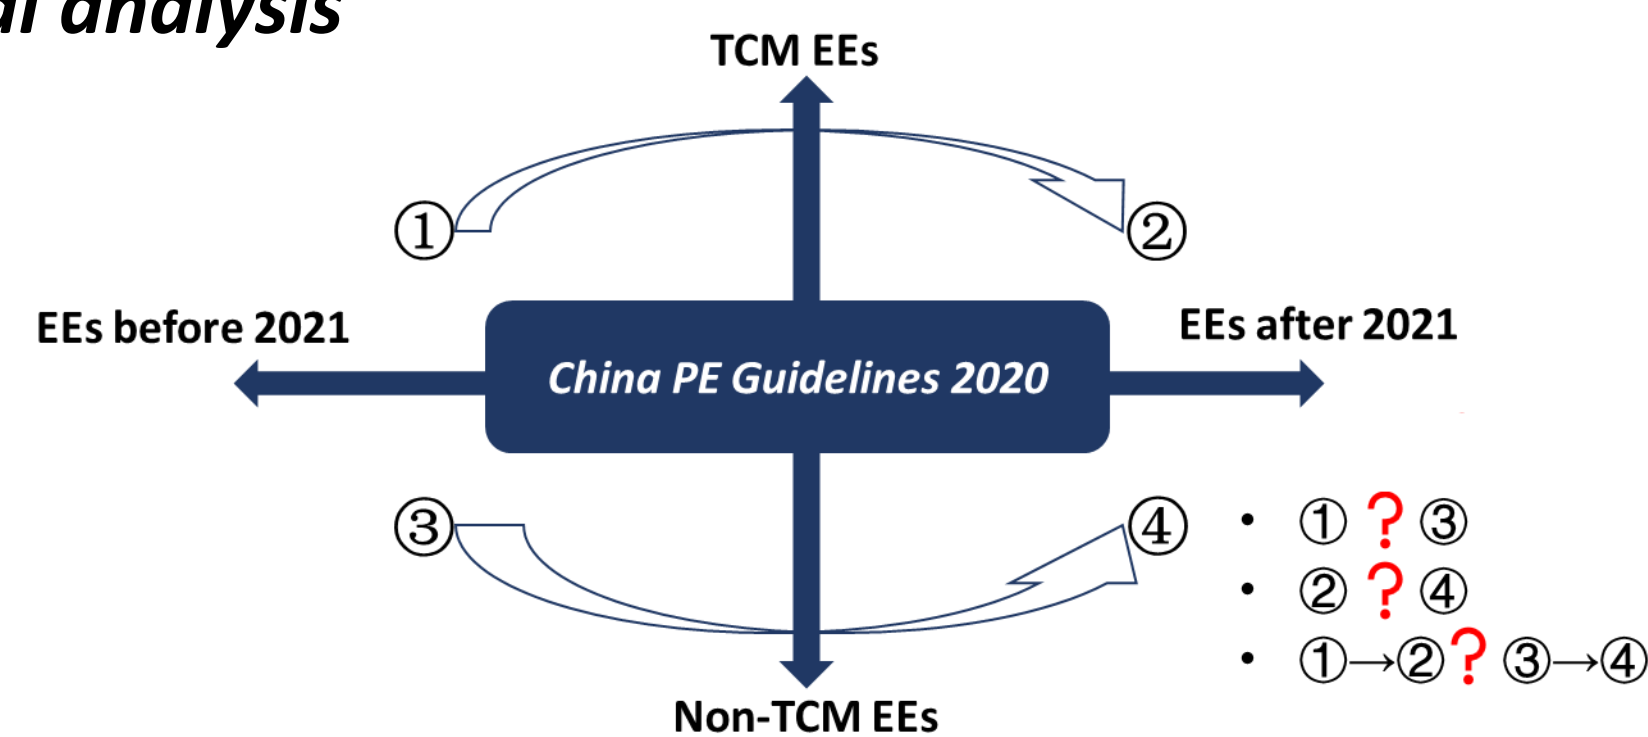 analysis
TCM EEs
① ②
EEs before 2021
EEs after 2021
China PE Guidelines 2020
③ ④
• ① ? ③
• ② ? ④
• ①→② ? ③→④
Non-TCM EEs